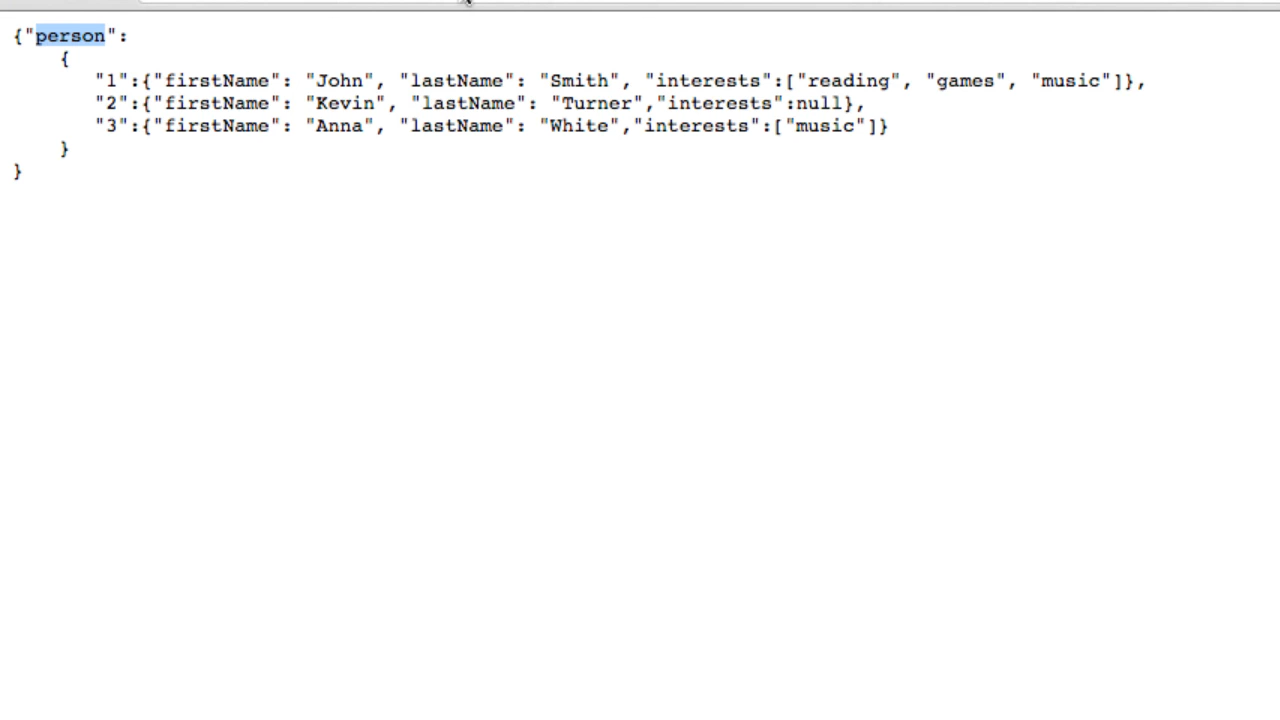 {"person":
    {
       "1":{"firstName": "John", "lastName": "Smith", "interests":["reading", "games", "music"]},
       "2":{"firstName": "Kevin", "lastName": "Turner","interests":null},
       "3":{"firstName": "Anna", "lastName": "White","interests":["music"]}
    }
}